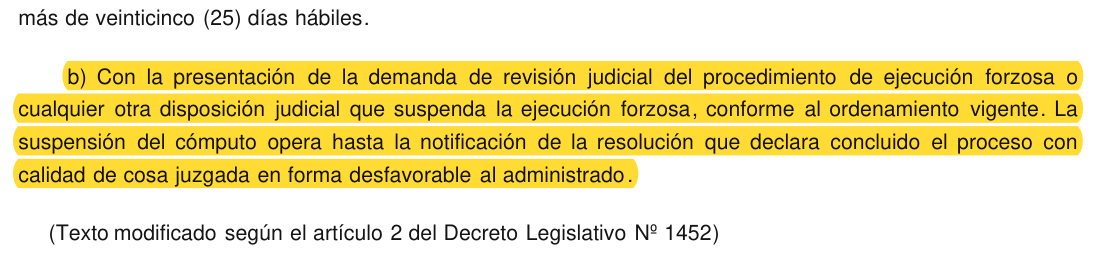 más de veinticinco (25) días hábiles.
b) Con la presentación de la demanda de revisión judicial del procedimiento de ejecución forzosa o
cualquier otra disposición judicial que suspenda la ejecución forzosa, conforme al ordenamiento vigente. La
suspensión del cómputo opera hasta la notificación de la resolución que declara concluido el proceso con
calidad de cosa juzgada en forma desfavorable al administrado.
(Texto modificado según el artículo 2 del Decreto Legislativo Nº 1452)